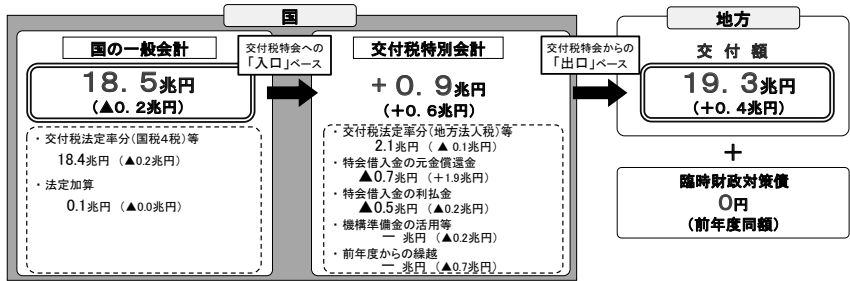 国
国の一般会計
18．5兆円
（▲0．2兆円）
・交付税法定率分（国税4税）等
18.4兆円（▲0.2兆円）
・法定加算
0.1兆円（▲0.0兆円）
交付税特会への
「入口」ベース
交付税特別会計
＋0．9兆円
（＋0．6兆円）
・交付税法定率分（地方法人税）等
2.1兆円（▲0.1兆円）
・特会借入金の元金償還金
▲0.7兆円（＋1.9兆円）
・特会借入金の利払金
▲0.5兆円（▲0.2兆円）
・機構準備金の活用等
― 兆円（▲0.2兆円）
・前年度からの繰越
― 兆円（▲0.7兆円）
交付税特会からの
「出口」ベース
地方
交付額
19．3兆円
（＋0．4兆円）
＋
臨時財政対策債
0円
（前年度同額）